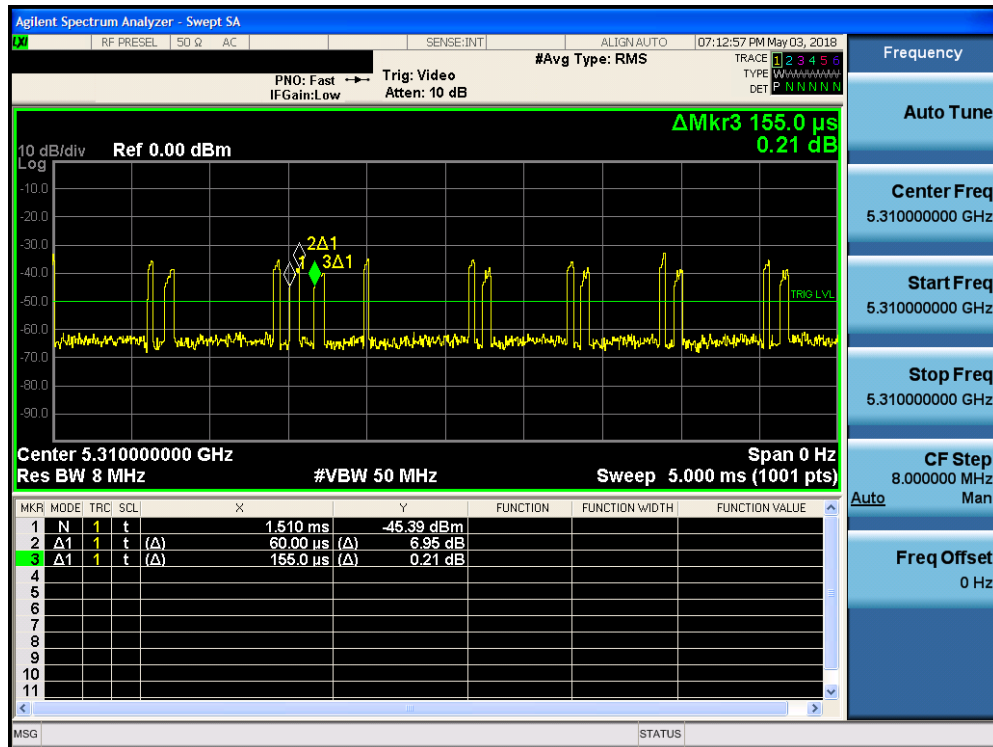 Agilent Spectrum Analyzer - Swept SA
LXI RF PRESEL 50 Ω AC SENSE:INT ALIGN AUTO 07:12:57 PM May 03, 2018
Frequency
PNO: Fast Trig: Video #Avg Type: RMS TRACE 1 2 3 4 5 6
IFGain:Low Atten: 10 dB TYPE W
DET P N N N N N
Auto Tune
ΔMkr3 155.0 µs
0.21 dB
10 dB/div Ref 0.00 dBm
Log
-10.0
-20.0
-30.0
-40.0
-50.0
-60.0
-70.0
-80.0
-90.0
2Δ1
1 3Δ1
TRIG LVL
Center 5.310000000 GHz Span 0 Hz
Res BW 8 MHz #VBW 50 MHz Sweep 5.000 ms (1001 pts)
Center Freq
5.310000000 GHz
Start Freq
5.310000000 GHz
Stop Freq
5.310000000 GHz
CF Step
8.000000 MHz
Auto Man
Freq Offset
0 Hz
MKR MODE TRC SCL X Y FUNCTION FUNCTION WIDTH FUNCTION VALUE
1 N 1 t 1.510 ms -45.39 dBm
2 Δ1 1 t (Δ) 60.00 µs (Δ) 6.95 dB
3 Δ1 1 t (Δ) 155.0 µs (Δ) 0.21 dB
4
5
6
7
8
9
10
11
MSG STATUS